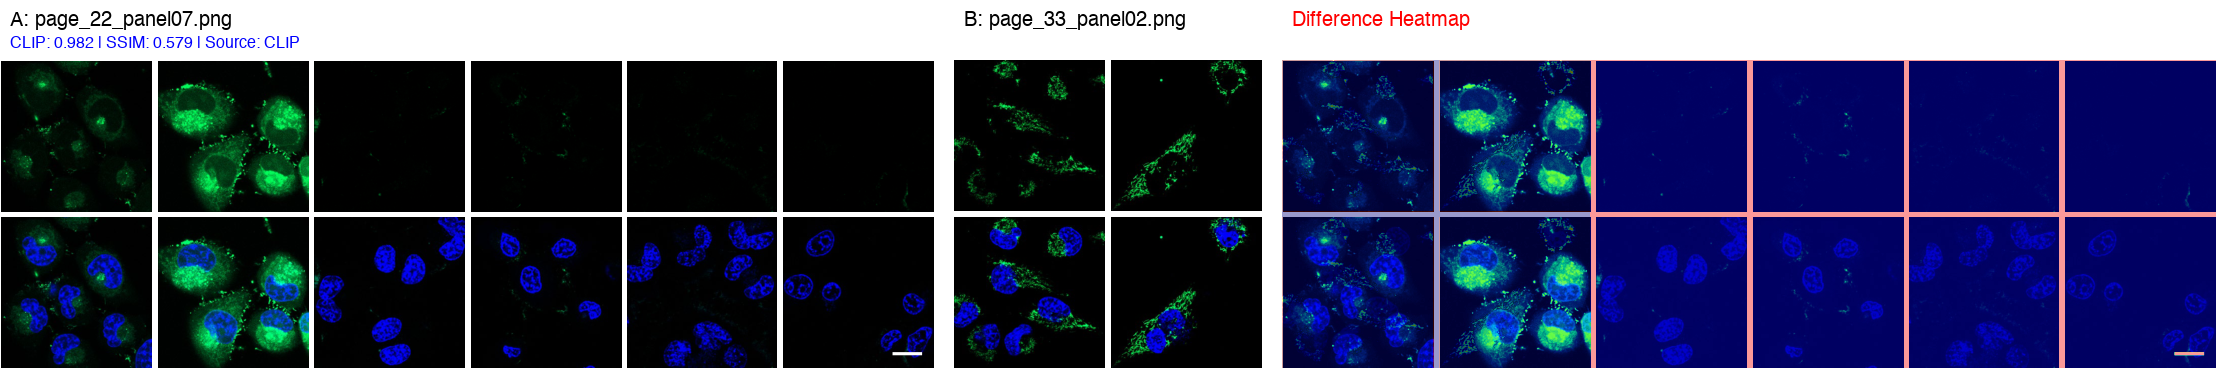 A: page_22_panel07.png
CLIP: 0.982 | SSIM: 0.579 | Source: CLIP
B: page_33_panel02.png
Difference Heatmap